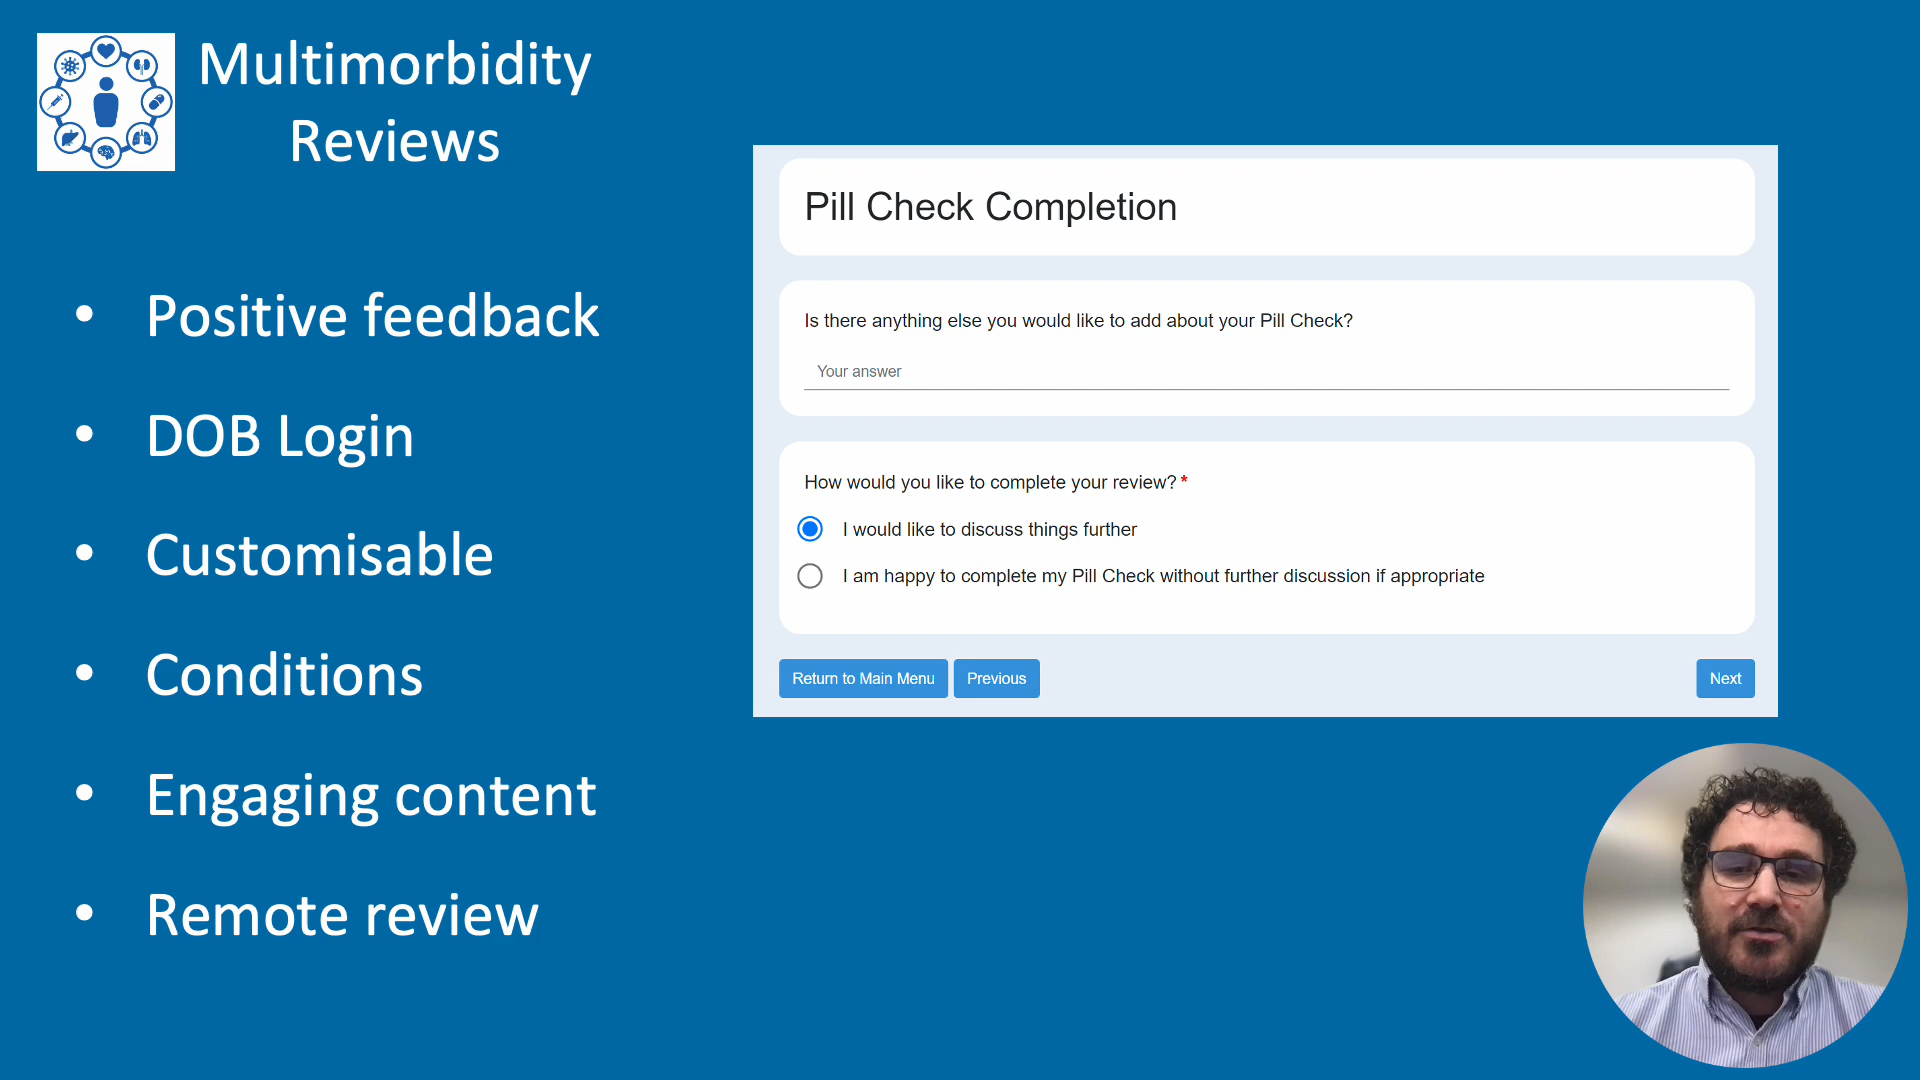 Multimorbidity
Reviews
• Positive feedback
• DOB Login
• Customisable
• Conditions
• Engaging content
• Remote review
Pill Check Completion
Is there anything else you would like to add about your Pill Check?
Your answer
How would you like to complete your review? *
I would like to discuss things further
I am happy to complete my Pill Check without further discussion if appropriate
Return to Main Menu
Previous
Next